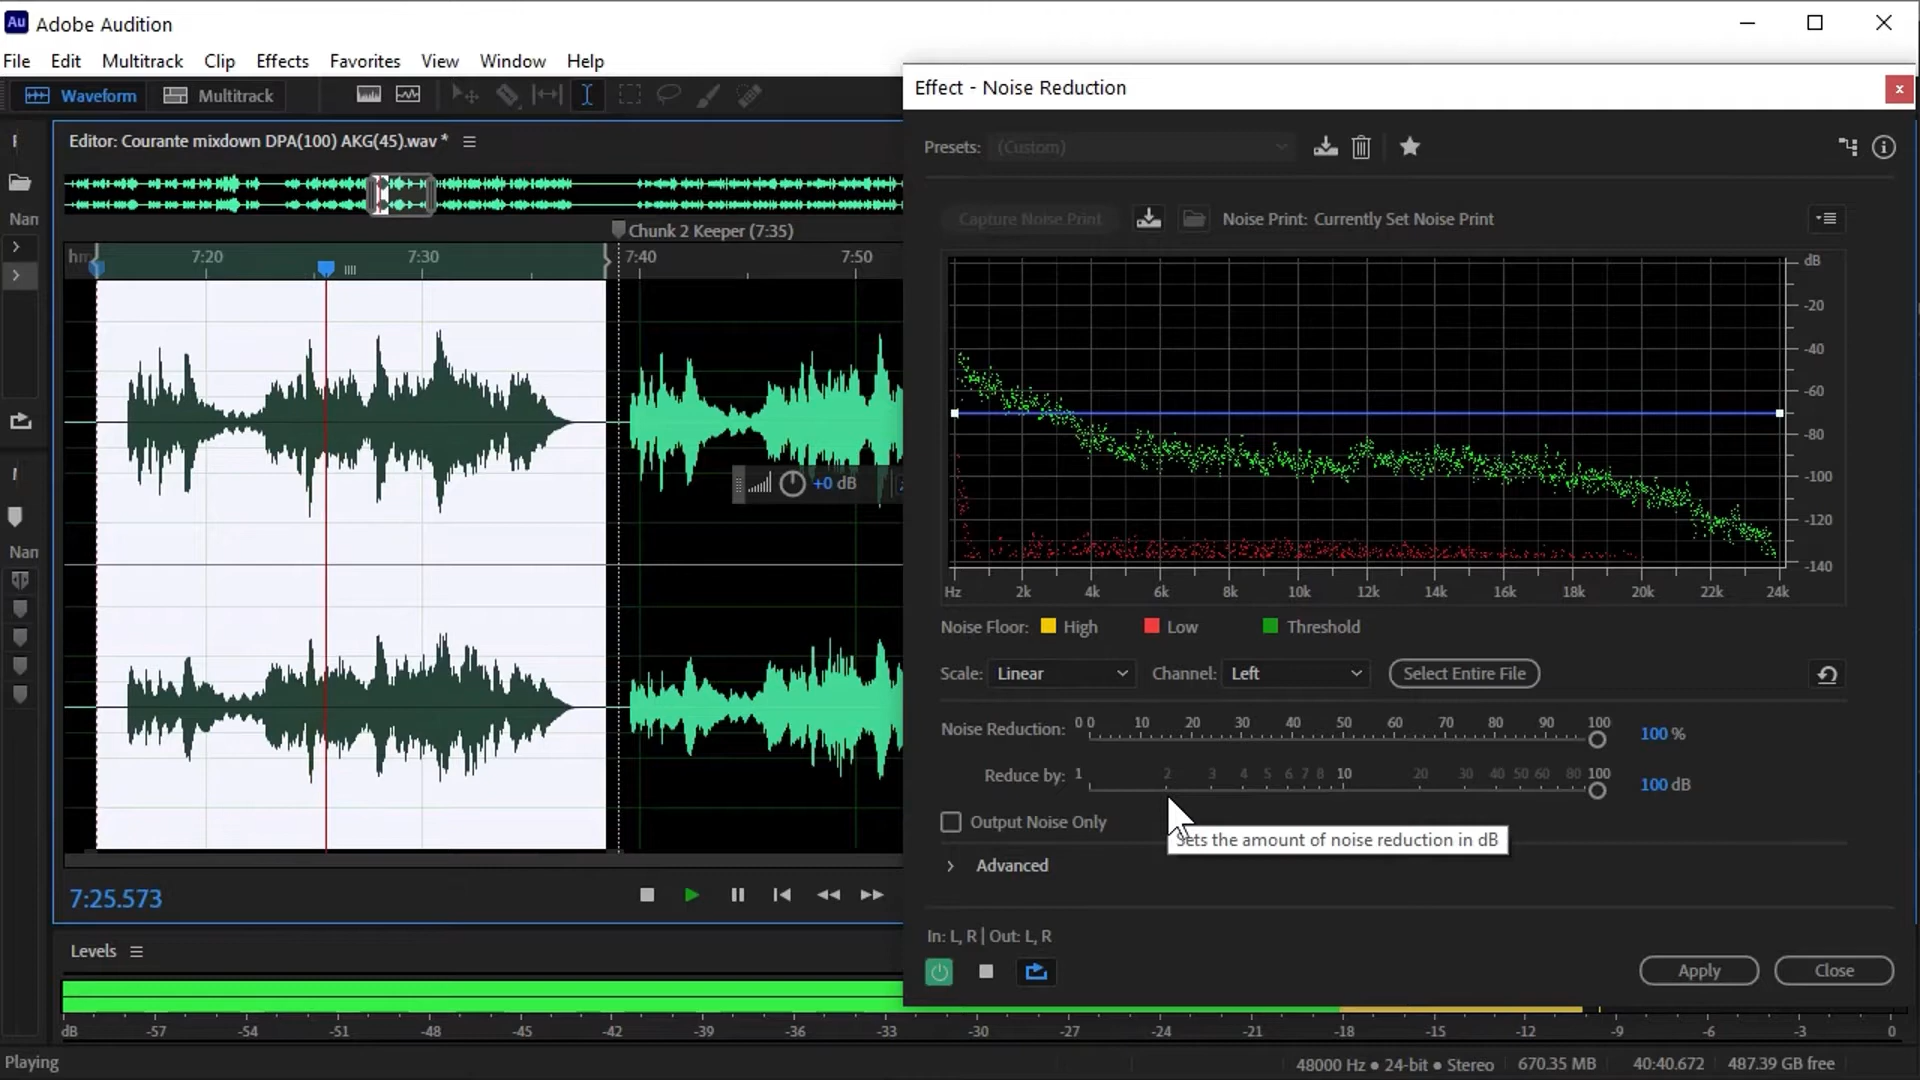 Au Adobe Audition
File Edit Multitrack Clip Effects Favorites View Window Help
Waveform Multitrack
Editor: Courante mixdown DPA(100) AKG(45).wav *
Nan
Chunk 2 Keeper (7:35)
hm 7:20 7:30 7:40 7:50
+0 dB
Nan
7:25.573
Levels
dB -57 -54 -51 -48 -45 -42 -39 -36 -33 -30 -27 -24 -21 -18 -15 -12 -9 -6 -3 0
Playing
48000 Hz ● 24-bit ● Stereo 670.35 MB 40:40.672 487.39 GB free
Effect - Noise Reduction
x
Presets: (Custom)
Capture Noise Print Noise Print: Currently Set Noise Print
dB
-20
-40
-60
-80
-100
-120
-140
Hz 2k 4k 6k 8k 10k 12k 14k 16k 18k 20k 22k 24k
Noise Floor: High Low Threshold
Scale: Linear Channel: Left Select Entire File
Noise Reduction: 0 0 10 20 30 40 50 60 70 80 90 100 100 %
Reduce by: 1 2 3 4 5 6 7 8 10 20 30 40 50 60 80 100 100 dB
Output Noise Only
Sets the amount of noise reduction in dB
Advanced
In: L, R | Out: L, R
Apply Close